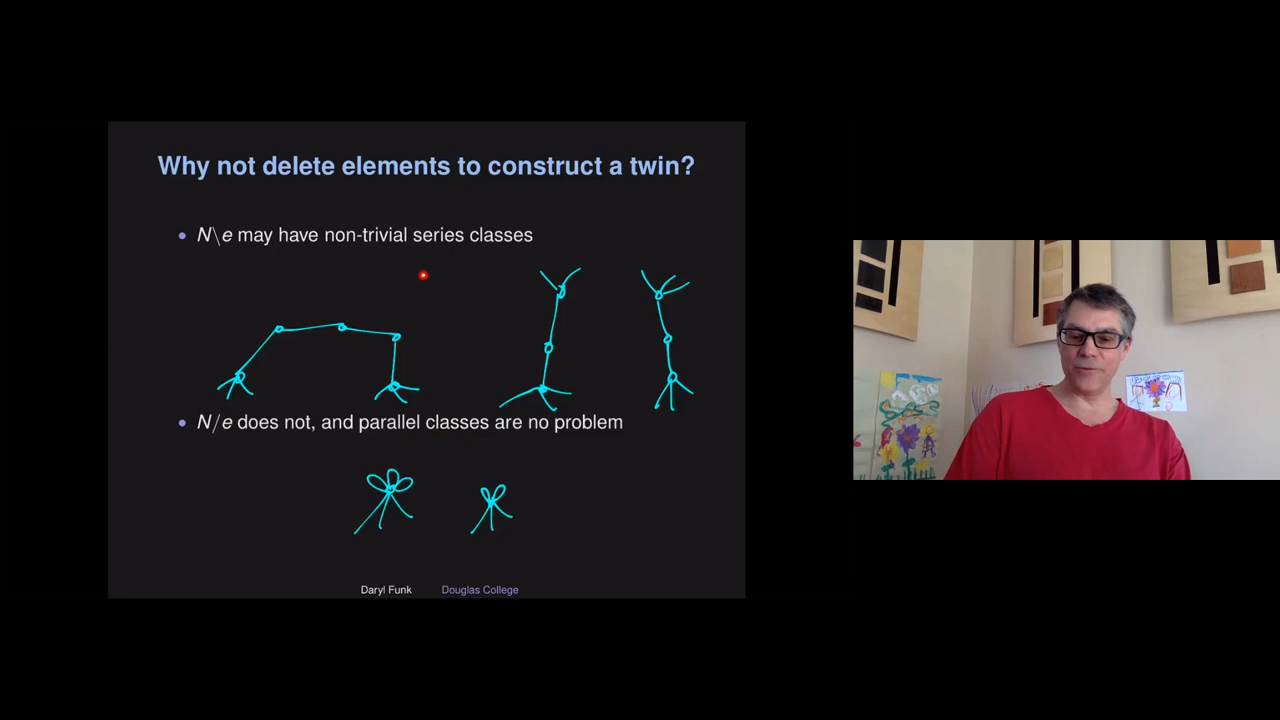 Why not delete elements to construct a twin?
• N\e may have non-trivial series classes
• N/e does not, and parallel classes are no problem
Daryl Funk Douglas College